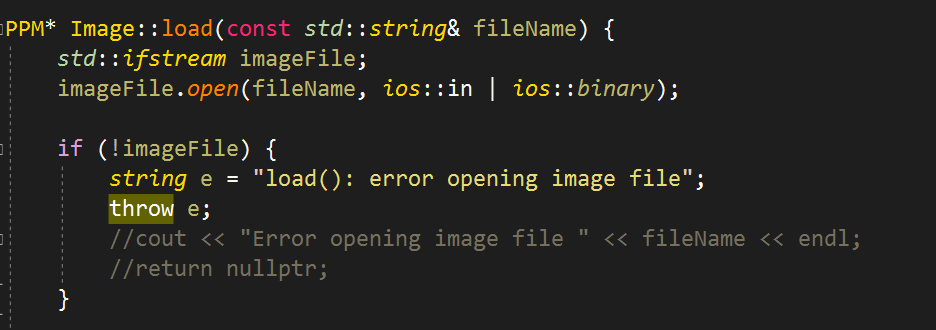 PPM* Image::load(const std::string& fileName) {
std::ifstream imageFile;
imageFile.open(fileName, ios::in | ios::binary);
if (!imageFile) {
string e = "load(): error opening image file";
throw e;
//cout << "Error opening image file " << fileName << endl;
//return nullptr;
}